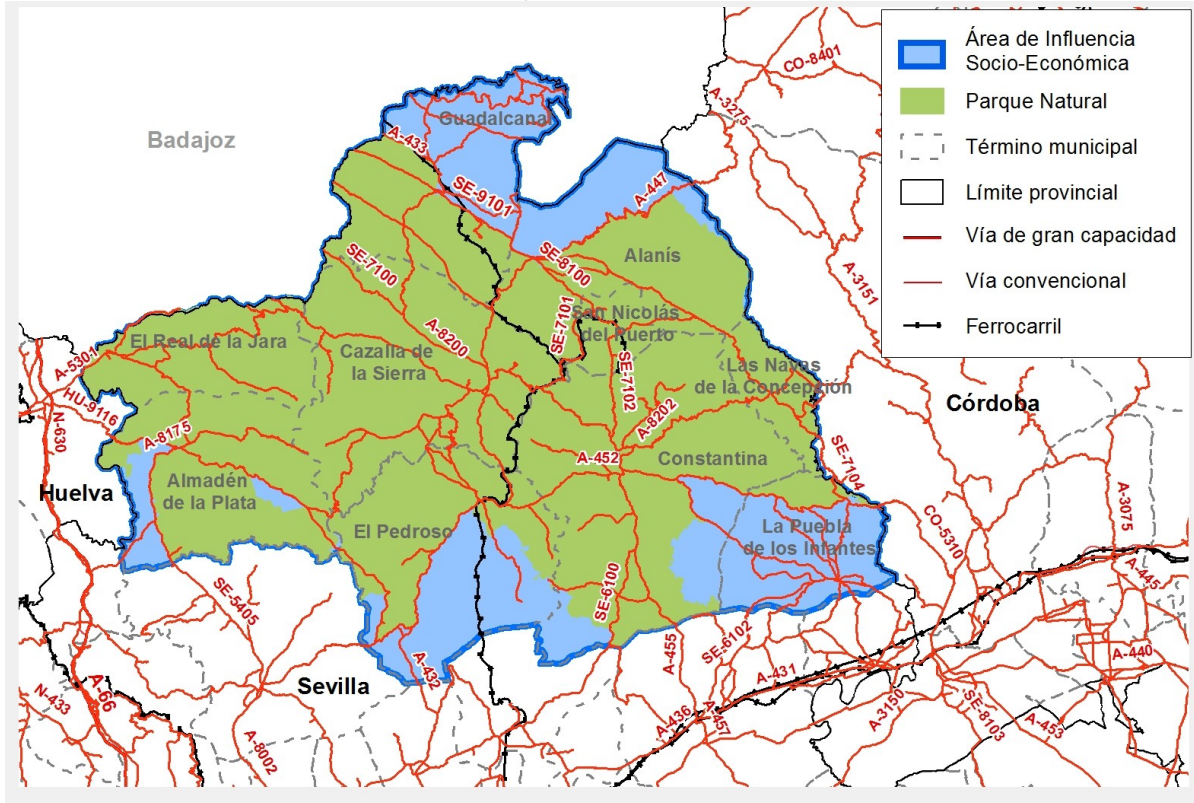 Área de Influencia
Socio-Económica
Parque Natural
Término municipal
Límite provincial
Vía de gran capacidad
Vía convencional
Ferrocarril
CO-8401
A-3275
Guadalcanal
Badajoz
A-433
SE-9101
A-447
Alanís
SE-7100
SE-8100
A-3151
San Nicolás
del Puerto
SE-7101
El Real de la Jara
A-8200
Cazalla de
la Sierra
A-5301
SE-7102
Las Navas
de la Concepción
HU-9116
N-630
A-8202
Córdoba
A-8175
A-452
Constantina
SE-7104
Huelva
Almadén
de la Plata
A-3075
CO-5310
El Pedroso
La Puebla
de los Infantes
A-445
SE-5405
SE-6100
SE-6102
A-455
A-440
A-432
A-431
Sevilla
N-433
A-66
A-436
A-457
A-3150
SE-8103
A-453
A-8002